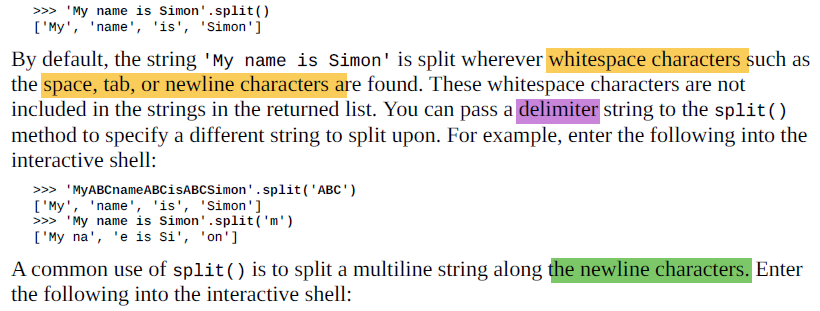 >>> 'My name is Simon'.split()
['My', 'name', 'is', 'Simon']
By default, the string 'My name is Simon' is split wherever whitespace characters such as
the space, tab, or newline characters are found. These whitespace characters are not
included in the strings in the returned list. You can pass a delimiter string to the split()
method to specify a different string to split upon. For example, enter the following into the
interactive shell:
>>> 'MyABCnameABCisABCSimon'.split('ABC')
['My', 'name', 'is', 'Simon']
>>> 'My name is Simon'.split('m')
['My na', 'e is Si', 'on']
A common use of split() is to split a multiline string along the newline characters. Enter
the following into the interactive shell: